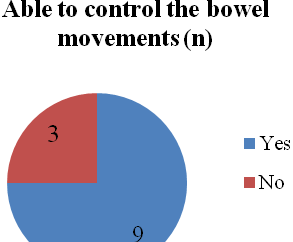 Able to control the bowel
movements (n)
3
Yes
No
9